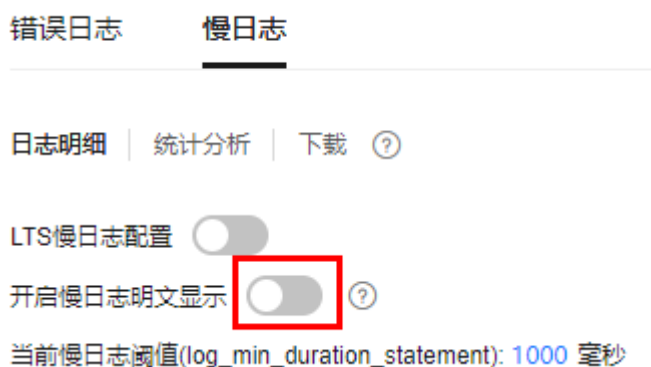 错误日志 慢日志
日志明细 统计分析 下载 ?
LTS慢日志配置
开启慢日志明文显示 ?
当前慢日志阈值(log_min_duration_statement): 1000 毫秒